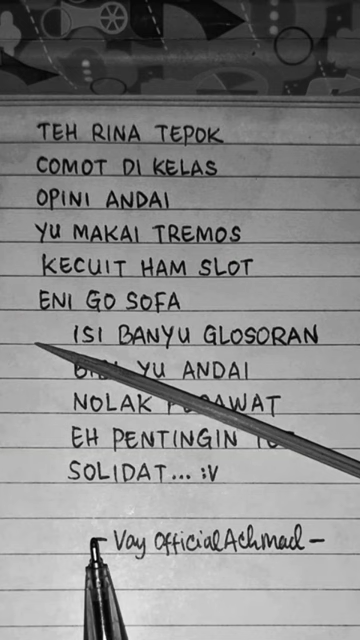 TEH RINA TEPOK
COMOT DI KELAS
OPINI ANDAI
YU MAKAI TREMOS
KECUIT HAM SLOT
ENI GO SOFA
ISI BANYU GLOSORAN
YU ANDAI
NOLAK
EH PENTINGIN
SOLIDAT... :V
Vay OfficialAchmad -